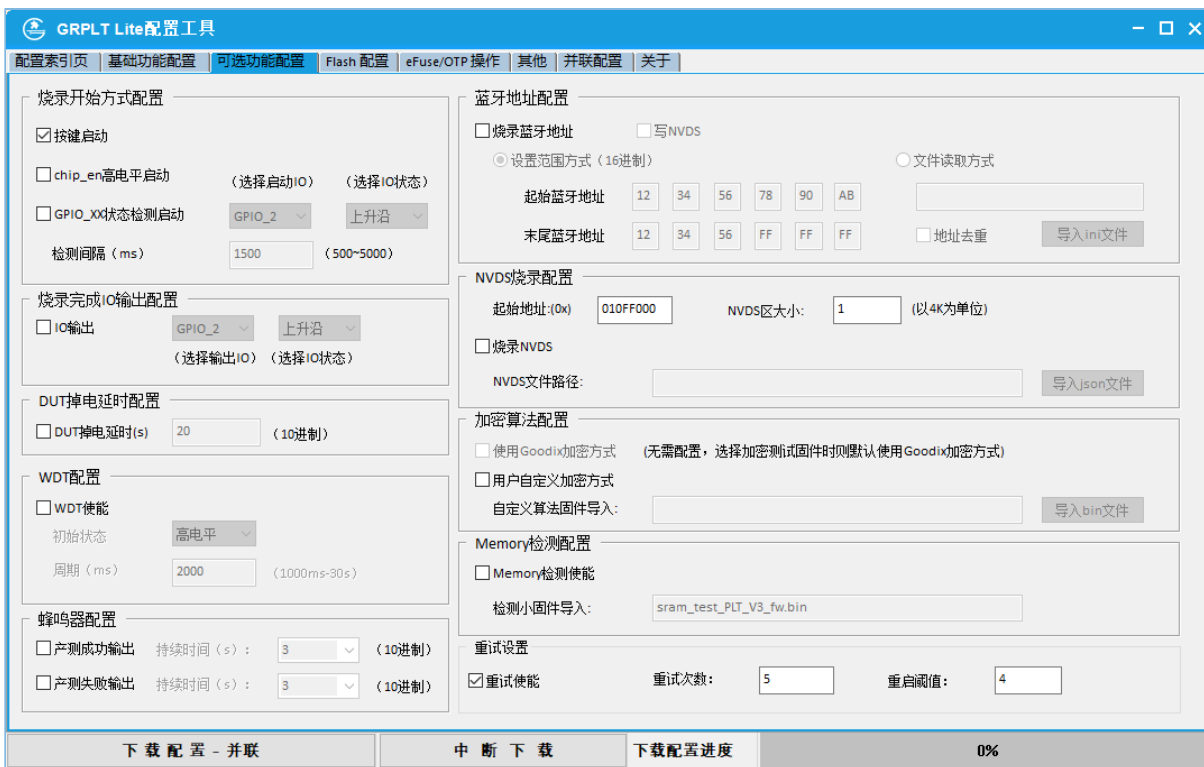 GRPLT Lite配置工具
配置索引页 基础功能配置 可选功能配置 Flash 配置 eFuse/OTP 操作 其他 并联配置 关于
烧录开始方式配置
按键启动
chip_en高电平启动 (选择启动IO) (选择IO状态)
GPIO_XX状态检测启动 GPIO_2 上升沿
检测间隔（ms） 1500 (500~5000)
烧录完成IO输出配置
IO输出 GPIO_2 上升沿
(选择输出IO) (选择IO状态)
DUT掉电延时配置
DUT掉电延时(s) 20 (10进制)
WDT配置
WDT使能
初始状态 高电平
周期（ms） 2000 (1000ms-30s)
蜂鸣器配置
产测成功输出 持续时间（s）: 3 (10进制)
产测失败输出 持续时间（s）: 3 (10进制)
蓝牙地址配置
烧录蓝牙地址 写NVDS
设置范围方式（16进制） 文件读取方式
起始蓝牙地址 12 34 56 78 90 AB
末尾蓝牙地址 12 34 56 FF FF FF 地址去重 导入ini文件
NVDS烧录配置
起始地址:(0x) 010FF000 NVDS区大小: 1 (以4K为单位)
烧录NVDS
NVDS文件路径: 导入json文件
加密算法配置
使用Goodix加密方式 (无需配置，选择加密测试固件时则默认使用Goodix加密方式)
用户自定义加密方式
自定义算法固件导入: 导入bin文件
Memory检测配置
Memory检测使能
检测小固件导入: sram_test_PLT_V3_fw.bin
重试设置
重试使能 重试次数: 5 重启阈值: 4
下 载 配 置 - 并联 中 断 下 载 下载配置进度 0%